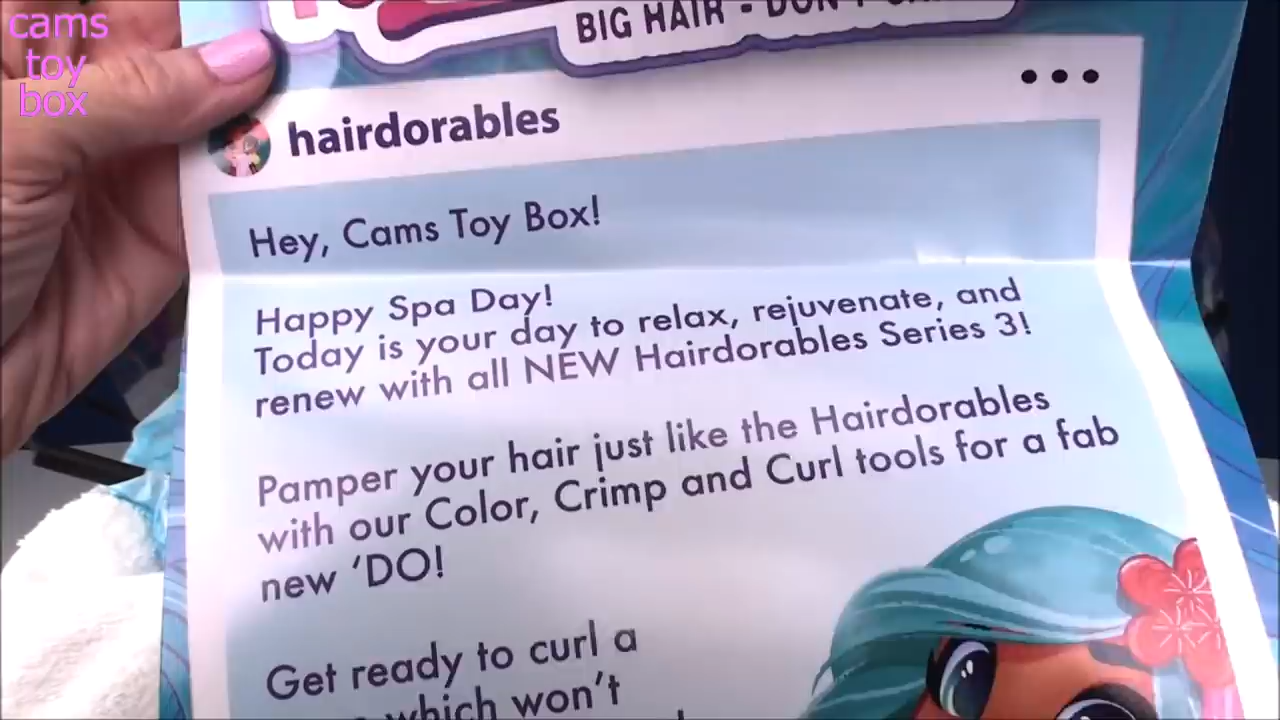 cams
toy
box
BIG HAIR
hairdorables
Hey, Cams Toy Box!
Happy Spa Day!
Today is your day to relax, rejuvenate, and
renew with all NEW Hairdorables Series 3!
Pamper your hair just like the Hairdorables
with our Color, Crimp and Curl tools for a fab
new ‘DO!
Get ready to curl a
which won’t